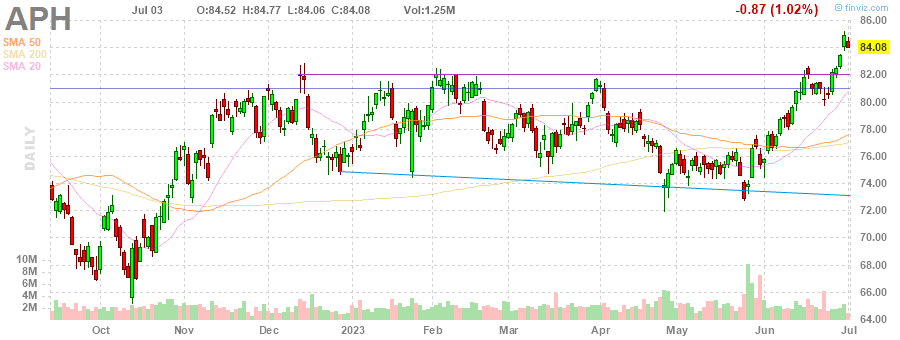 APH Jul 03 O:84.52 H:84.77 L:84.06 C:84.08 Vol:1.25M -0.87 (1.02%) © finviz.com
SMA 50
SMA 200
SMA 20
DAILY
86.00
84.08
82.00
80.00
78.00
76.00
74.00
72.00
70.00
68.00
66.00
64.00
10M
8M
6M
4M
2M
Oct Nov Dec 2023 Feb Mar Apr May Jun Jul